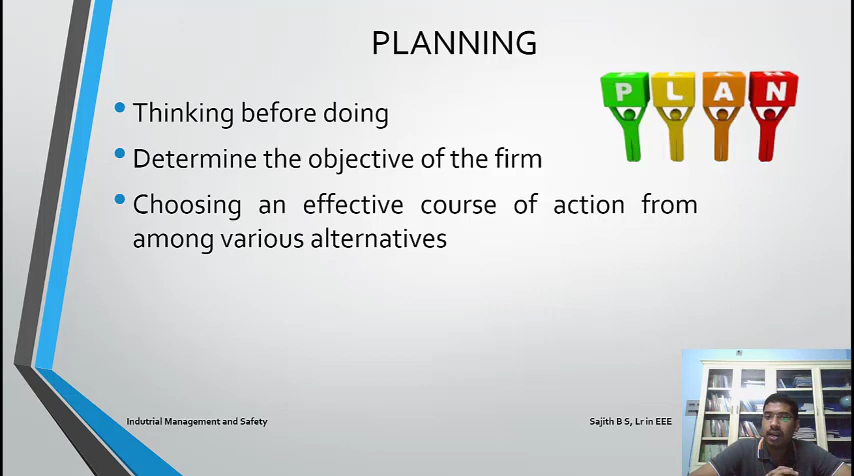 PLANNING
PLAN
Thinking before doing
Determine the objective of the firm
Choosing an effective course of action from
among various alternatives
Indutrial Management and Safety
Sajith B S, Lr in EEE